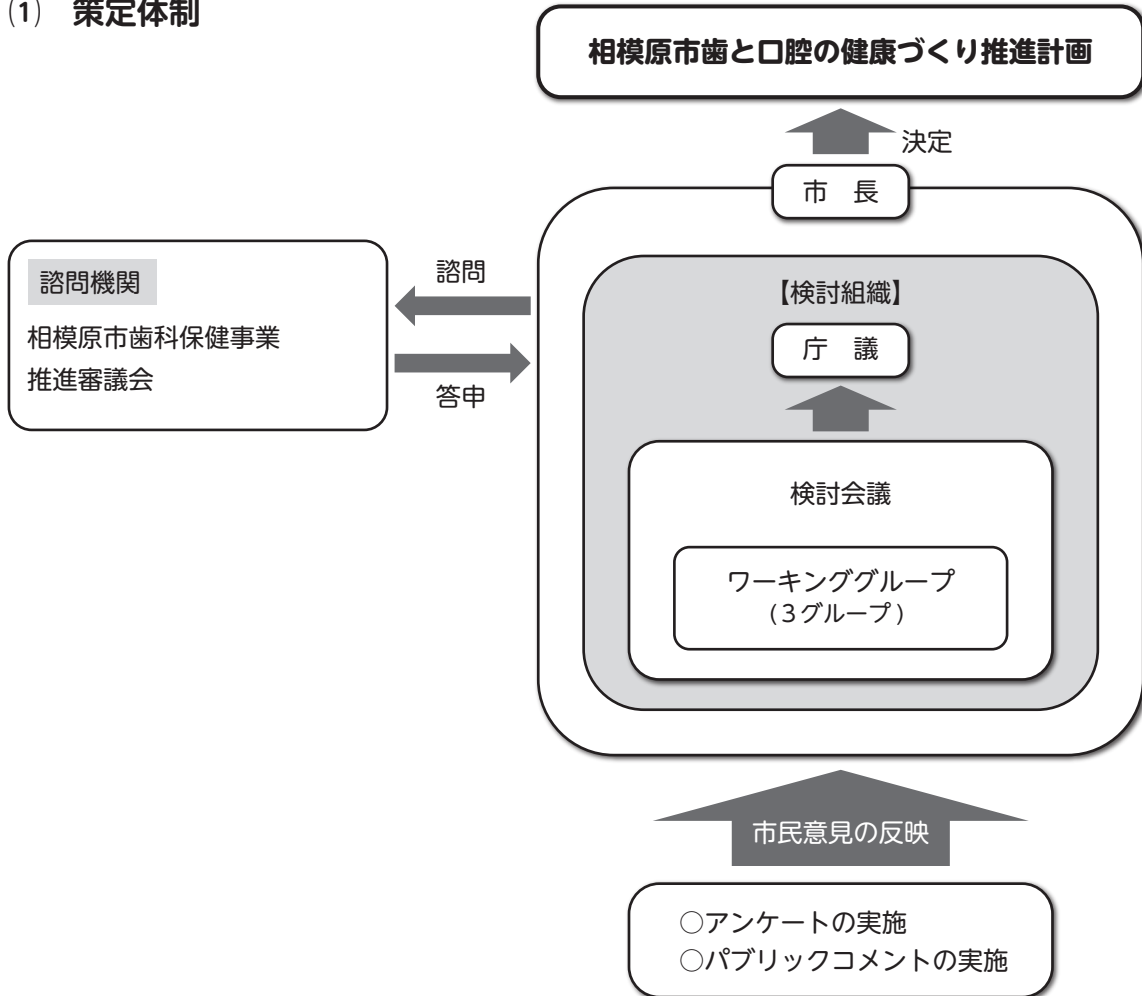 (1) 策定体制
相模原市歯と口腔の健康づくり推進計画
決定
市 長
諮問機関
相模原市歯科保健事業
推進審議会
諮問
答申
【検討組織】
庁 議
検討会議
ワーキンググループ
(3グループ)
市民意見の反映
○アンケートの実施
○パブリックコメントの実施